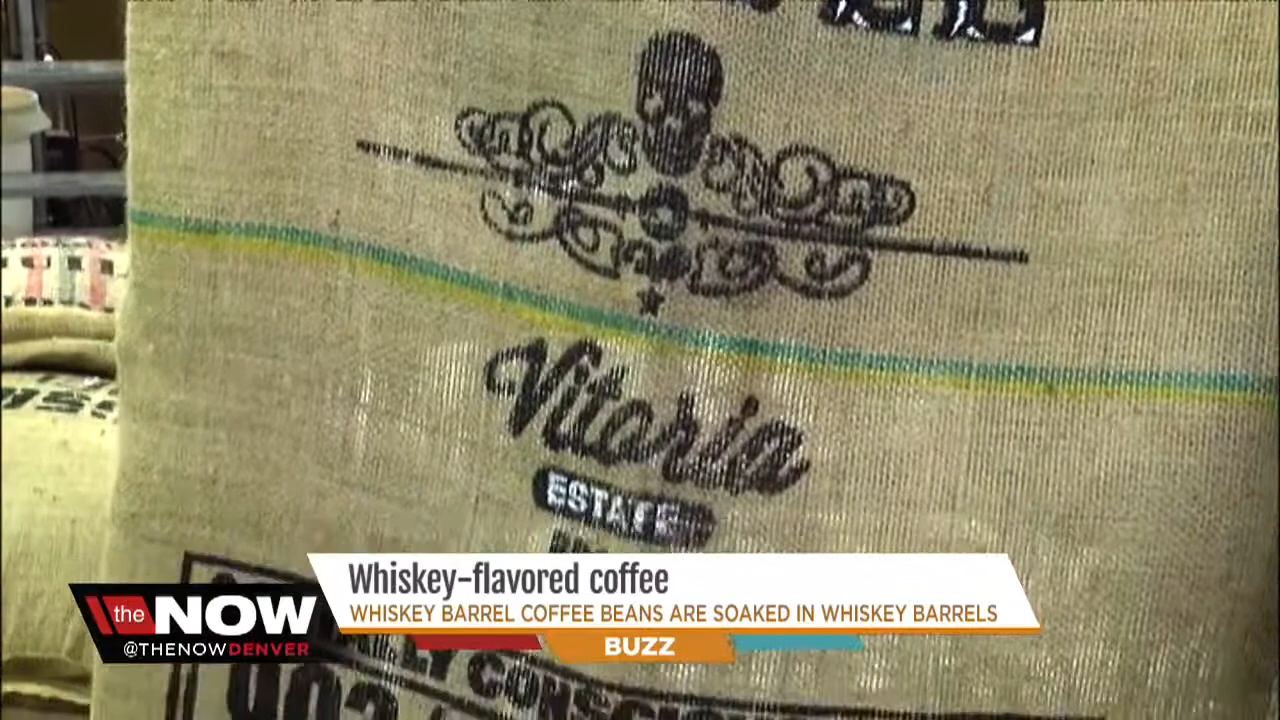 Vitoria
ESTATE
Whiskey-flavored coffee
WHISKEY BARREL COFFEE BEANS ARE SOAKED IN WHISKEY BARRELS
the NOW
BUZZ
@THENOWDENVER